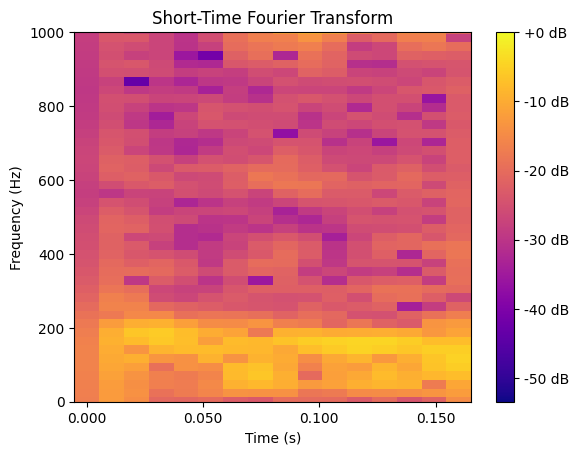 Short-Time Fourier Transform
1000
800
600
400
200
0
Frequency (Hz)
0.000
0.050
0.100
0.150
Time (s)
+0 dB
-10 dB
-20 dB
-30 dB
-40 dB
-50 dB